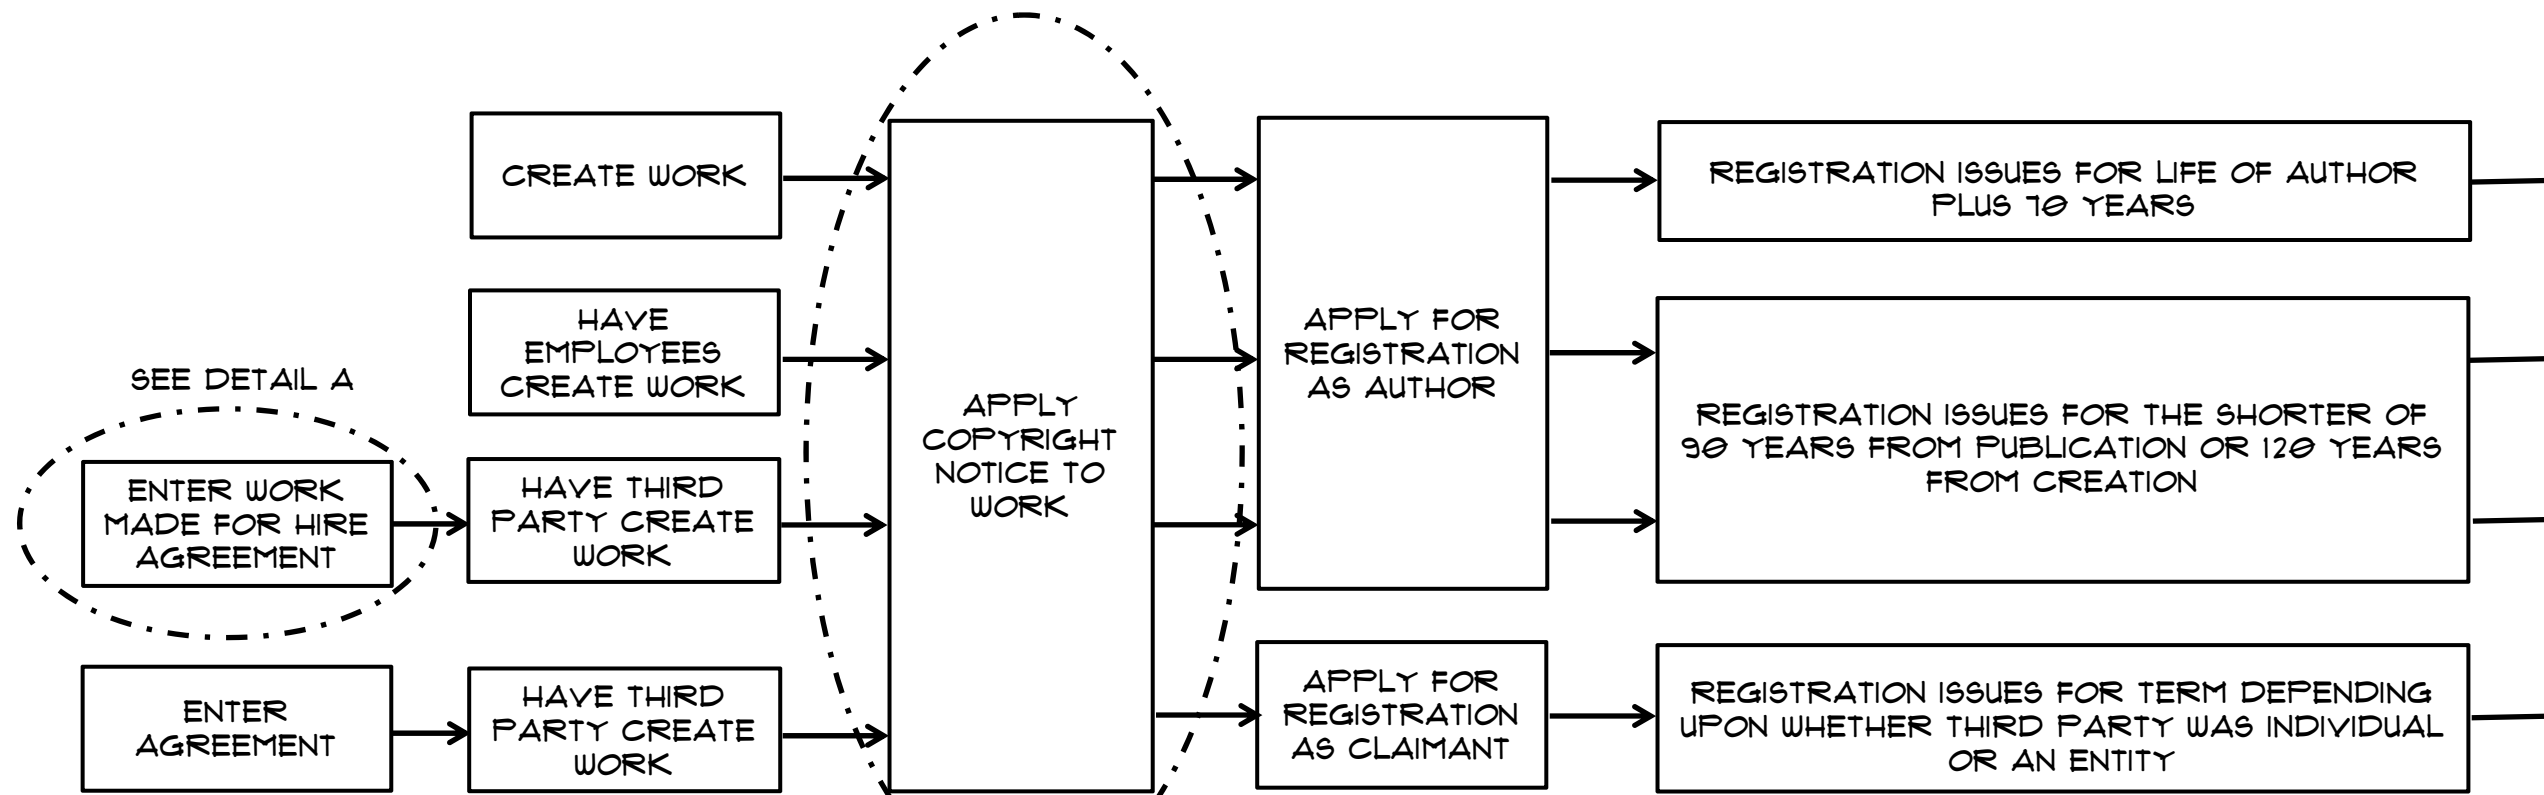 CREATE WORK
HAVE
EMPLOYEES
CREATE WORK
SEE DETAIL A
ENTER WORK
MADE FOR HIRE
AGREEMENT
HAVE THIRD
PARTY CREATE
WORK
ENTER
AGREEMENT
HAVE THIRD
PARTY CREATE
WORK
APPLY
COPYRIGHT
NOTICE TO
WORK
APPLY FOR
REGISTRATION
AS AUTHOR
APPLY FOR
REGISTRATION
AS CLAIMANT
REGISTRATION ISSUES FOR LIFE OF AUTHOR
PLUS 70 YEARS
REGISTRATION ISSUES FOR THE SHORTER OF
90 YEARS FROM PUBLICATION OR 120 YEARS
FROM CREATION
REGISTRATION ISSUES FOR TERM DEPENDING
UPON WHETHER THIRD PARTY WAS INDIVIDUAL
OR AN ENTITY